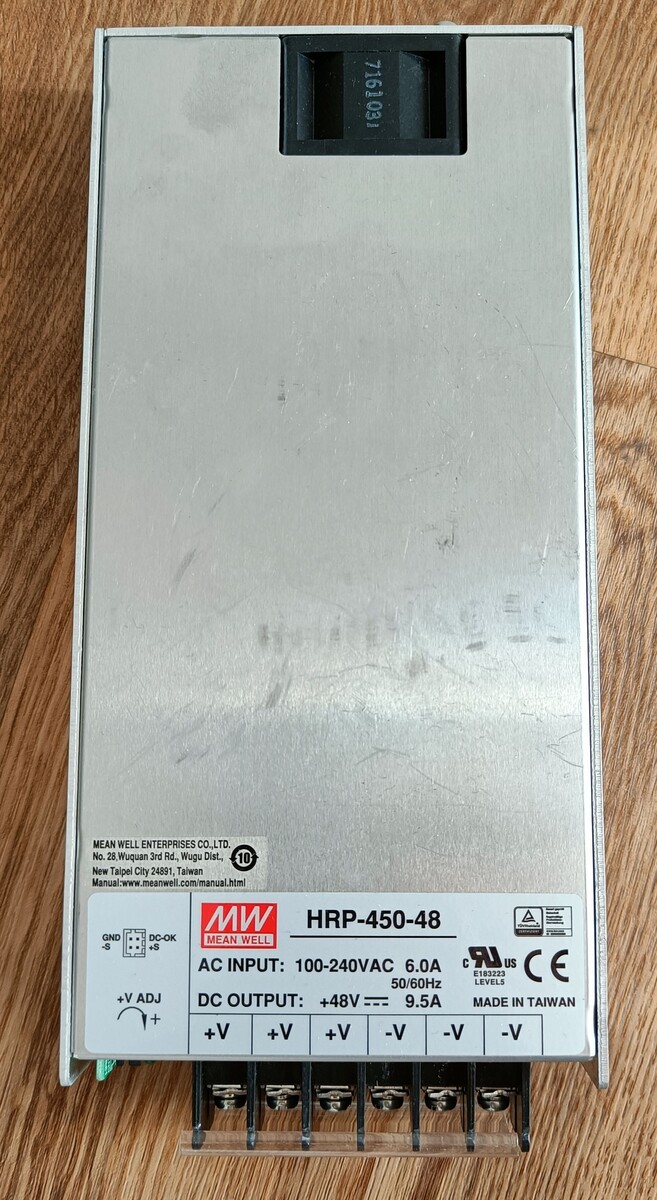 716103
MEAN WELL ENTERPRISES CO.,LTD.
No. 28,Wuquan 3rd Rd., Wugu Dist.,
New Taipei City 24891, Taiwan
Manual:www.meanwell.com/manual.html
10
GND
-S
DC-OK
+S
+V ADJ
+
MW
MEAN WELL
HRP-450-48
AC INPUT: 100-240VAC 6.0A
50/60Hz
DC OUTPUT: +48V 9.5A
c RU US
E183223
LEVEL5
CE
MADE IN TAIWAN
+V +V +V -V -V -V